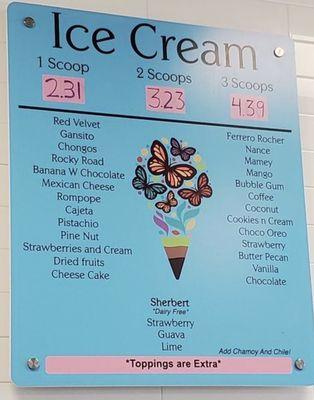 Ice Cream
1 Scoop
2 Scoops
3 Scoops
2.31
3.23
4.39
Red Velvet
Gansito
Chongos
Rocky Road
Banana W Chocolate
Mexican Cheese
Rompope
Cajeta
Pistachio
Pine Nut
Strawberries and Cream
Dried fruits
Cheese Cake
Ferrero Rocher
Nance
Mamey
Mango
Bubble Gum
Coffee
Coconut
Cookies n Cream
Choco Oreo
Strawberry
Butter Pecan
Vanilla
Chocolate
Sherbert
"Dairy Free"
Strawberry
Guava
Lime
Add Chamoy And Chile!
*Toppings are Extra*